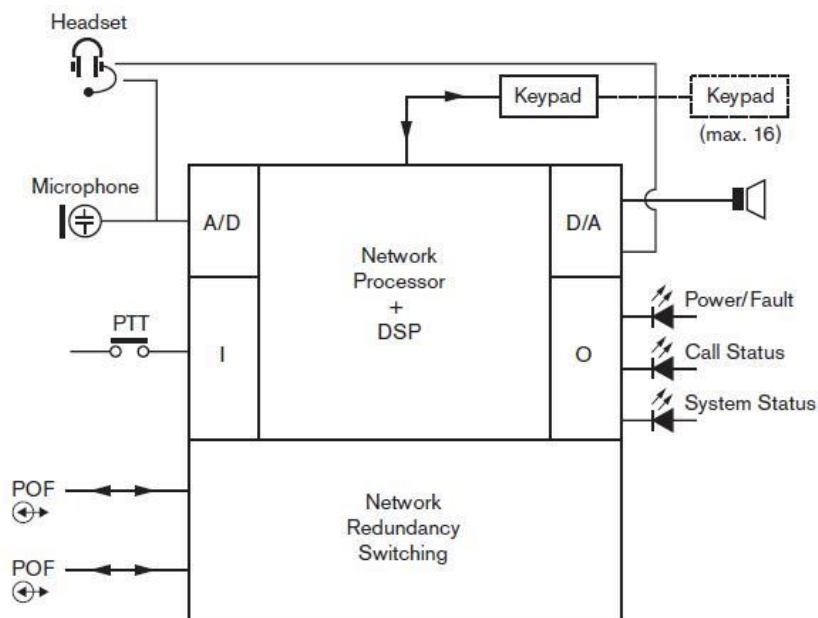 Headset
Keypad
Keypad
(max. 16)
Microphone
A/D
D/A
Network
Processor
+
DSP
Power/Fault
PTT
I
O
Call Status
System Status
POF
Network
Redundancy
Switching
POF